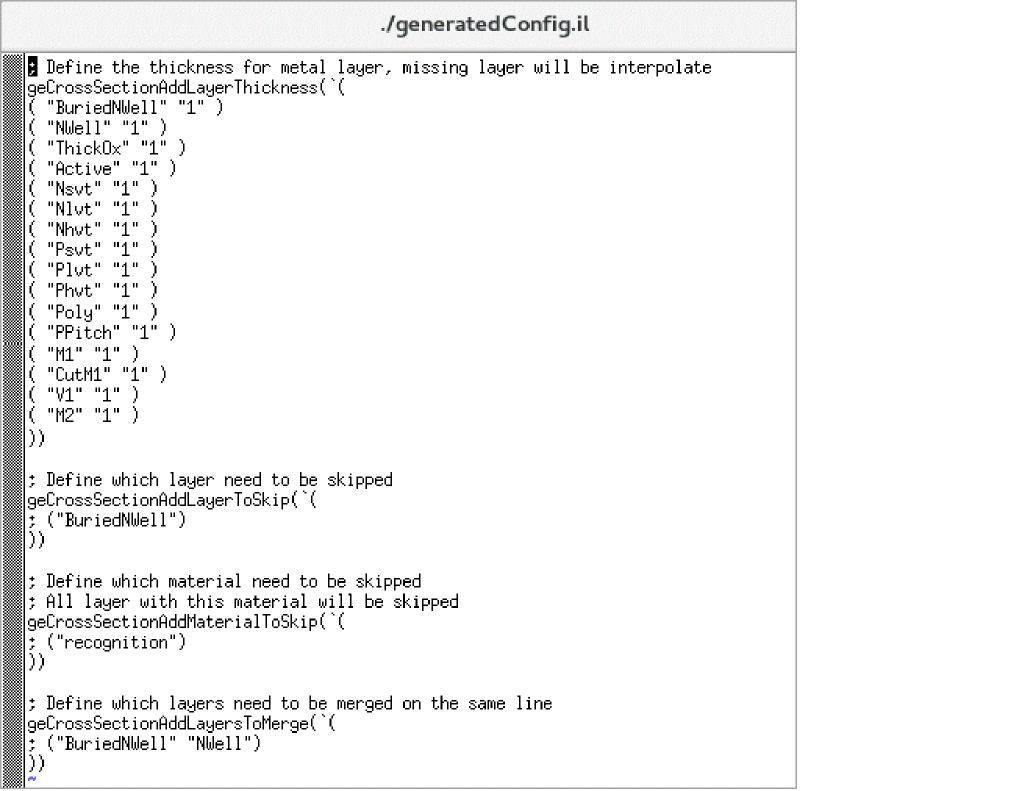 ./generatedConfig.il
; Define the thickness for metal layer, missing layer will be interpolate
geCrossSectionAddLayerThickness(`(
( "BuriedNWell" "1" )
( "NWell" "1" )
( "ThickOx" "1" )
( "Active" "1" )
( "Nsvt" "1" )
( "Nlvt" "1" )
( "Nhvt" "1" )
( "Psvt" "1" )
( "Plvt" "1" )
( "Phvt" "1" )
( "Poly" "1" )
( "PPitch" "1" )
( "M1" "1" )
( "CutM1" "1" )
( "V1" "1" )
( "M2" "1" )
))
; Define which layer need to be skipped
geCrossSectionAddLayerToSkip(`(
; ("BuriedNWell")
))
; Define which material need to be skipped
; All layer with this material will be skipped
geCrossSectionAddMaterialToSkip(`(
; ("recognition")
))
; Define which layers need to be merged on the same line
geCrossSectionAddLayersToMerge(`(
; ("BuriedNWell" "NWell")
))
~